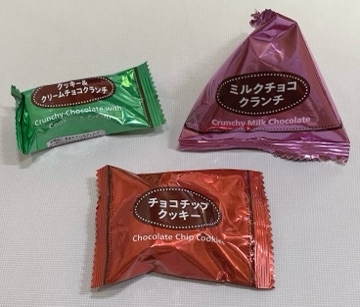 クッキー&
クリームチョコクランチ
Crunchy Chocolate with
ミルクチョコ
クランチ
Crunchy Milk Chocolate
チョコチップ
クッキー
Chocolate Chip Cookies